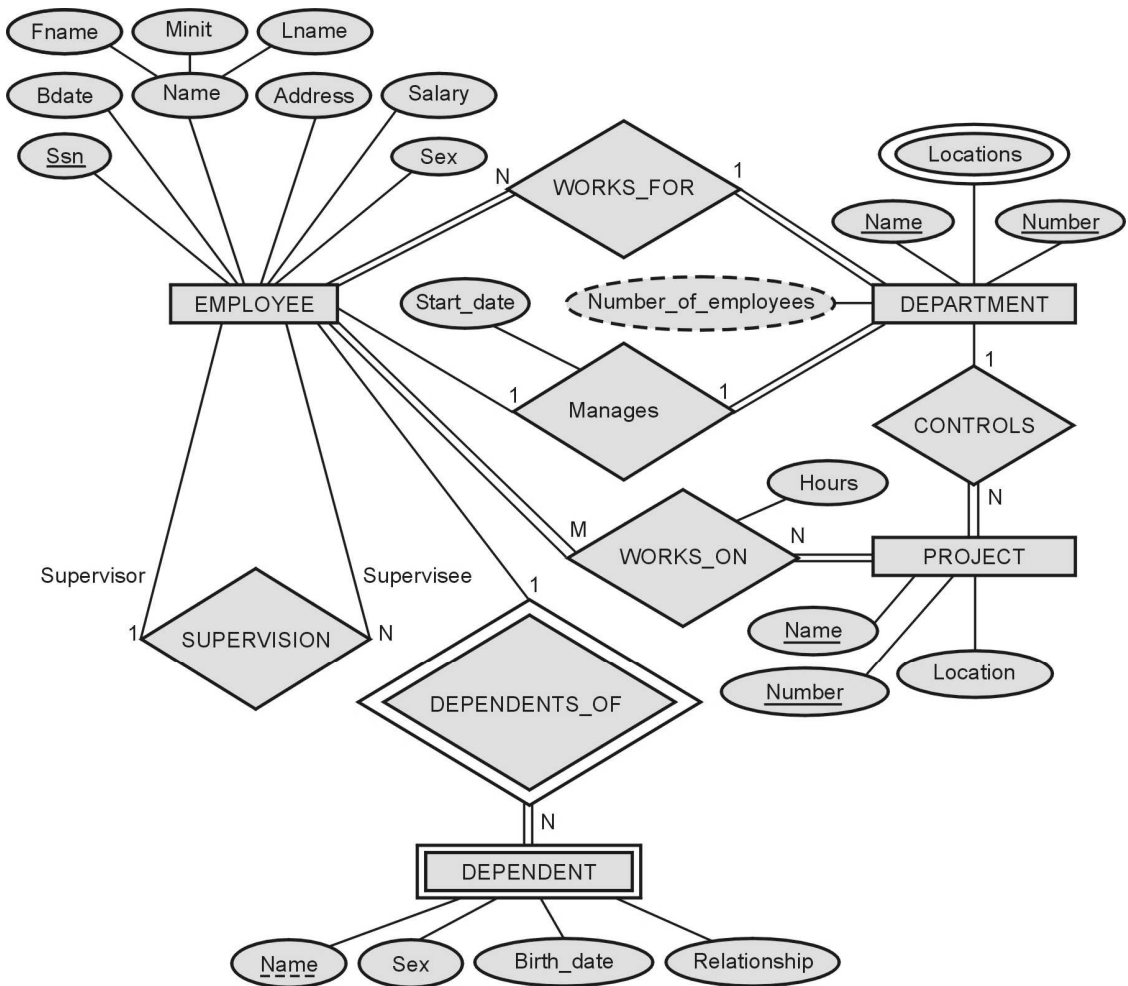 Fname
Minit
Lname
Bdate
Name
Address
Salary
Ssn
Sex
N
WORKS_FOR
1
Locations
Name
Number
EMPLOYEE
Start_date
Number_of_employees
DEPARTMENT
1
Manages
1
1
CONTROLS
N
Hours
M
WORKS_ON
N
PROJECT
Supervisor
Supervisee
1
SUPERVISION
N
1
Name
Number
Location
DEPENDENTS_OF
N
DEPENDENT
Name
Sex
Birth_date
Relationship